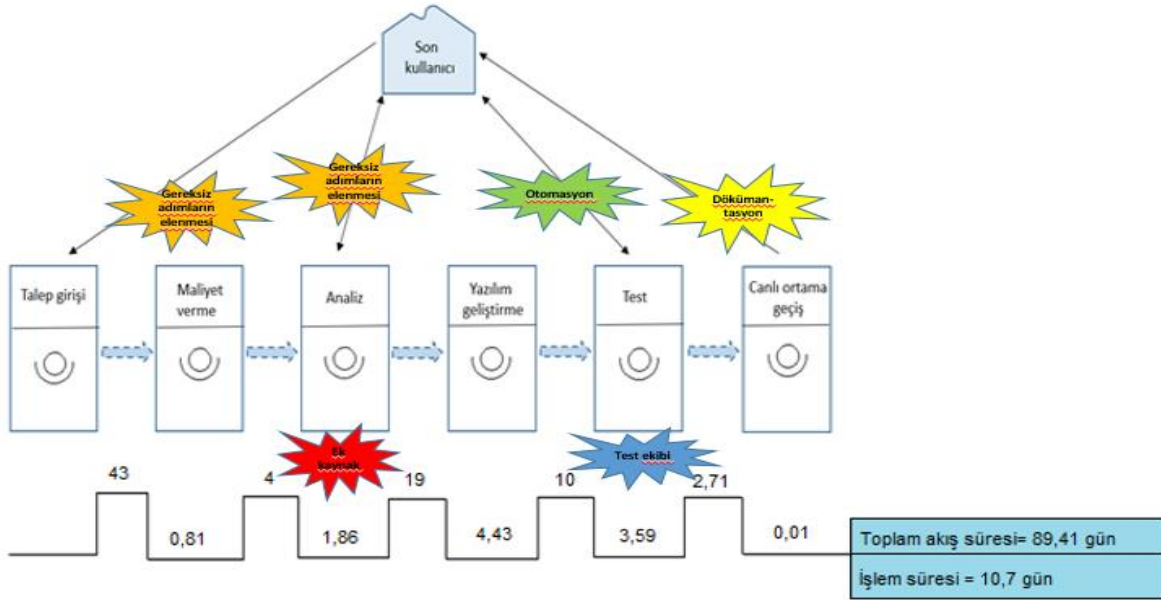 Son
kullanıcı
Gereksiz
adımların
elenmesi
Gereksiz
adımların
elenmesi
Otomasyon
Döküman-
tasyon
Talep girişi
Maliyet
verme
Analiz
Yazılım
geliştirme
Test
Canlı ortama
geçiş
Ek
kaynak
Test ekibi
43
4
19
10
2,71
0,81
1,86
4,43
3,59
0,01
Toplam akış süresi= 89,41 gün
İşlem süresi = 10,7 gün